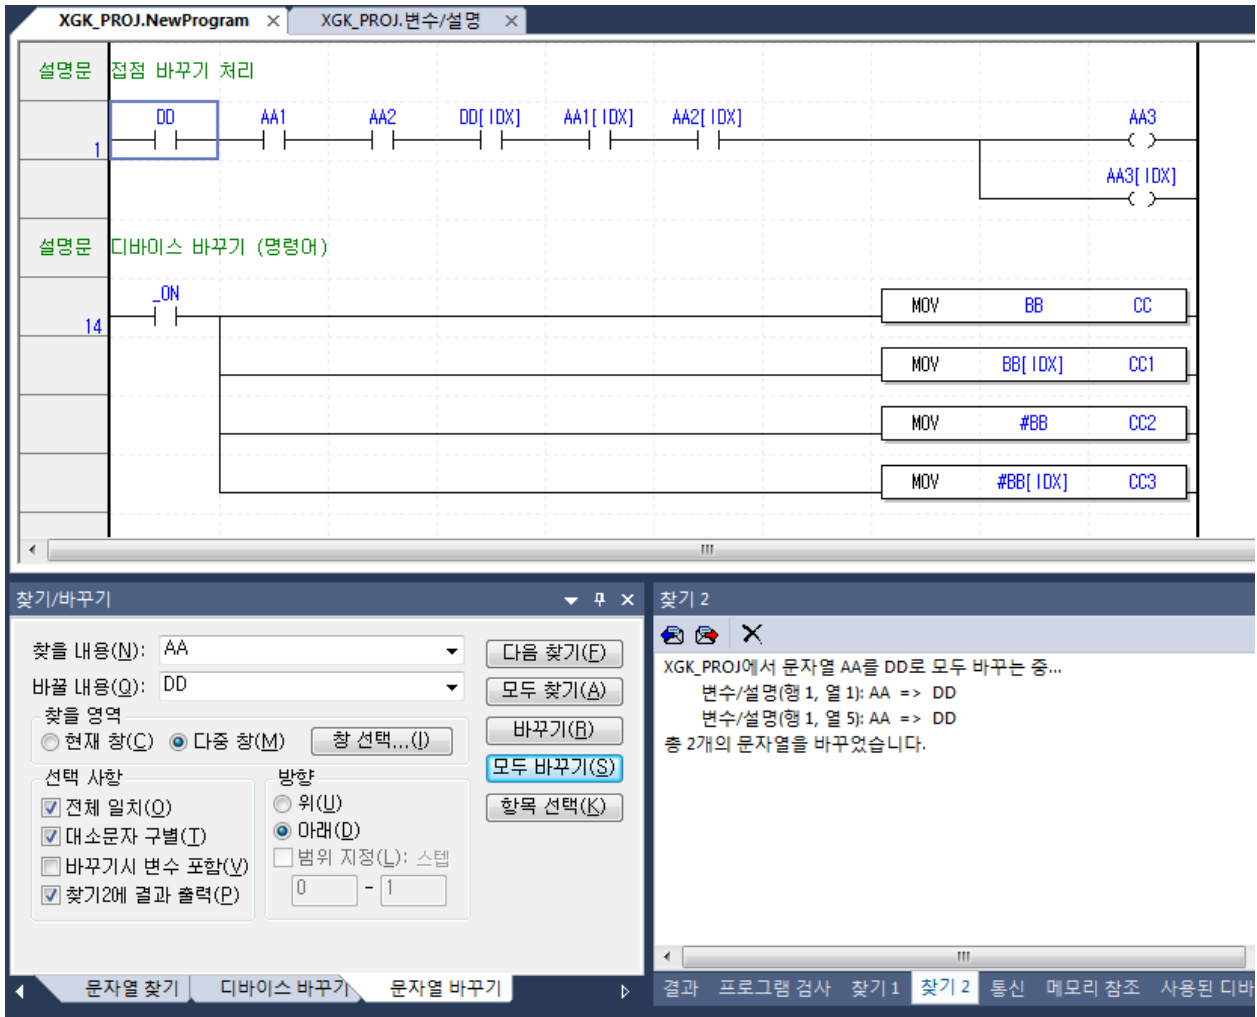 XGK_PROJ.NewProgram × XGK_PROJ.변수/설명 ×
설명문 접점 바꾸기 처리
DD AA1 AA2 DD[IDX] AA1[IDX] AA2[IDX] AA3
1
AA3[IDX]
설명문 디바이스 바꾸기 (명령어)
_ON
14 MOV BB CC
MOV BB[IDX] CC1
MOV #BB CC2
MOV #BB[IDX] CC3
찾기/바꾸기
찾을 내용(N): AA 다음 찾기(F)
바꿀 내용(Q): DD 모두 찾기(A)
찾을 영역 바꾸기(R)
현재 창(C) 다중 창(M) 창 선택...(I)
모두 바꾸기(S)
선택 사항 방향
전체 일치(O) 위(U) 항목 선택(K)
대소문자 구별(T) 아래(D)
바꾸기시 변수 포함(V) 범위 지정(L): 스텝
찾기2에 결과 출력(P) 0 - 1
문자열 찾기 디바이스 바꾸기 문자열 바꾸기
찾기 2
XGK_PROJ에서 문자열 AA를 DD로 모두 바꾸는 중...
변수/설명(행 1, 열 1): AA => DD
변수/설명(행 1, 열 5): AA => DD
총 2개의 문자열을 바꾸었습니다.
결과 프로그램 검사 찾기 1 찾기 2 통신 메모리 참조 사용된 디바